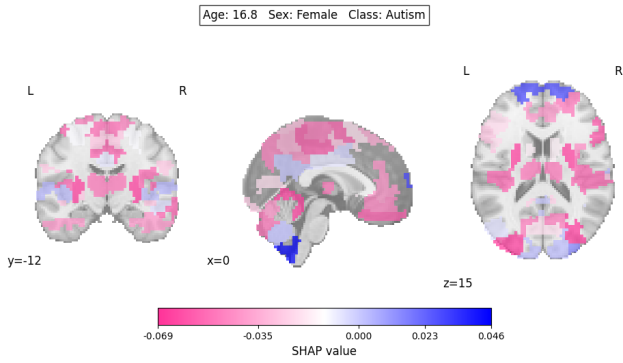 Age: 16.8 Sex: Female Class: Autism
L R
L R
y=-12
x=0
z=15
-0.069 -0.035 0.000 0.023 0.046
SHAP value